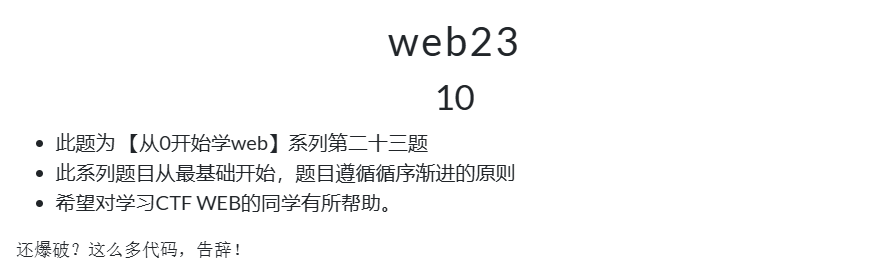 web23
10
此题为 【从0开始学web】系列第二十三题
此系列题目从最基础开始，题目遵循循序渐进的原则
希望对学习CTF WEB的同学有所帮助。
还爆破？这么多代码，告辞！